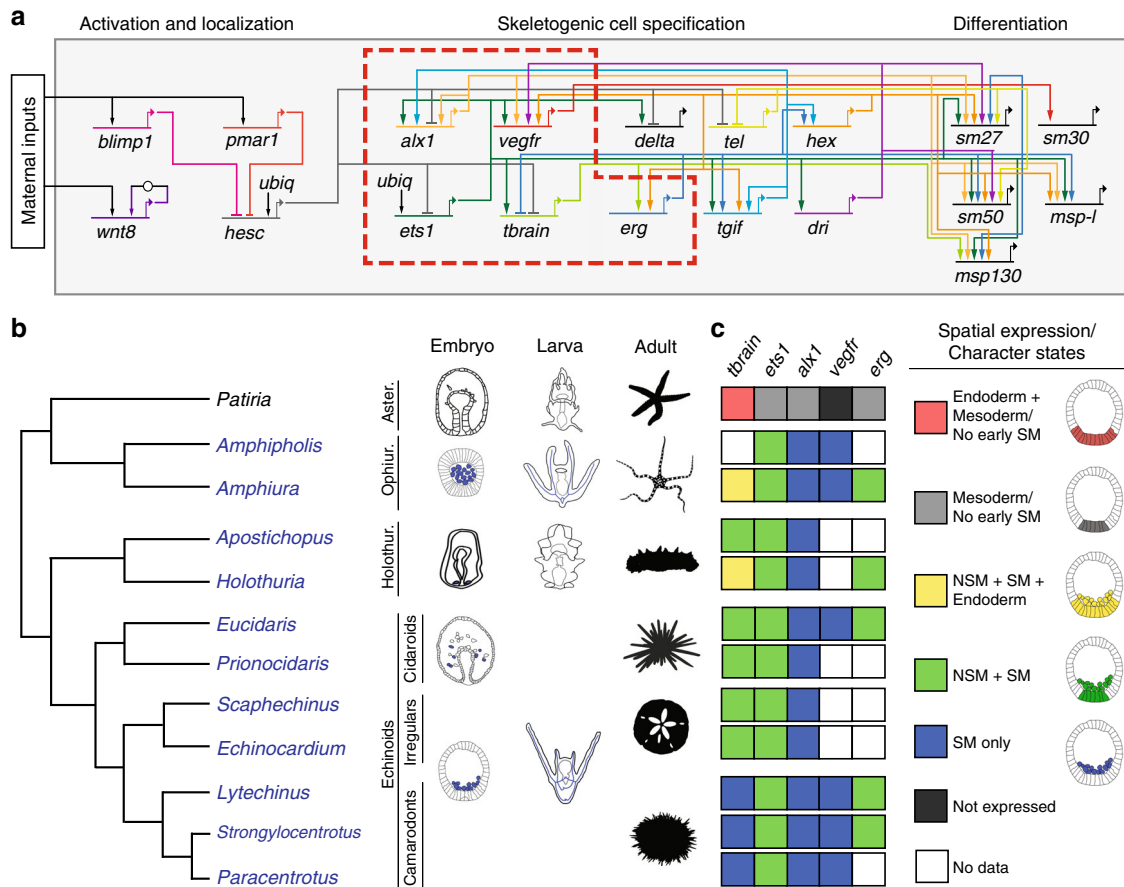 a
Activation and localization
Skeletogenic cell specification
Differentiation
Maternal inputs
blimp1
pmar1
alx1
vegfr
delta
tel
hex
sm27
sm30
ubiq
ubiq
wnt8
hesc
ets1
tbrain
erg
tgif
dri
sm50
msp-l
msp130
b
Embryo
Larva
Adult
Patiria
Amphipholis
Amphiura
Apostichopus
Holothuria
Eucidaris
Prionocidaris
Scaphechinus
Echinocardium
Lytechinus
Strongylocentrotus
Paracentrotus
Aster.
Ophiur.
Holothur.
Echinoids
Cidaroids
Irregulars
Camarodonts
c
tbrain
ets1
alx1
vegfr
erg
Spatial expression/
Character states
Endoderm +
Mesoderm/
No early SM
Mesoderm/
No early SM
NSM + SM +
Endoderm
NSM + SM
SM only
Not expressed
No data